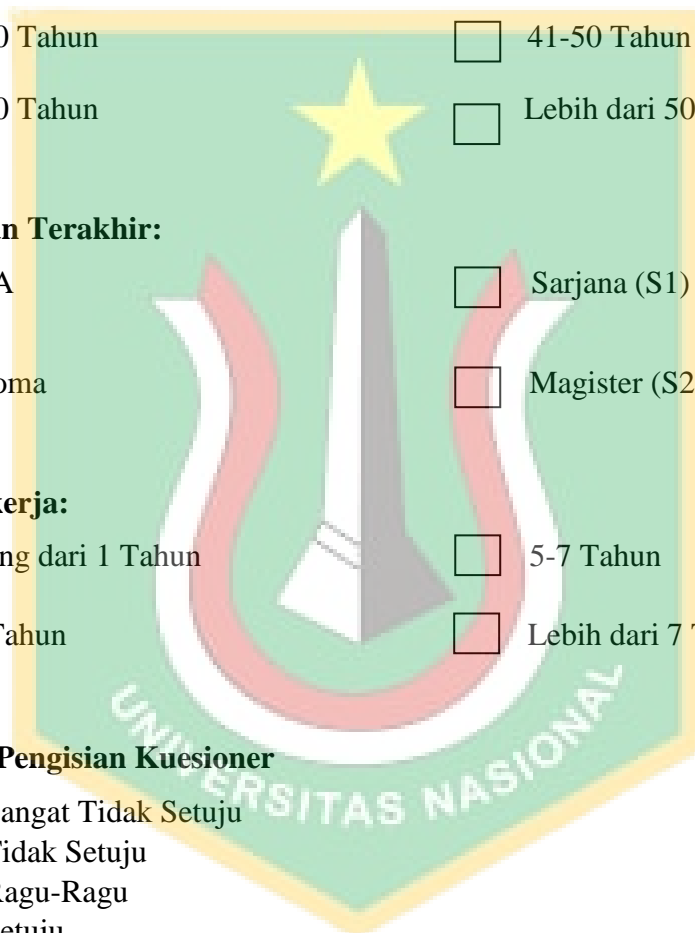 0 Tahun 41-50 Tahun
0 Tahun Lebih dari 50
an Terakhir:
A Sarjana (S1)
oma Magister (S2
kerja:
ng dari 1 Tahun 5-7 Tahun
Tahun Lebih dari 7 T
Pengisian Kuesioner
angat Tidak Setuju
Tidak Setuju
Ragu-Ragu
etuju
UNIVERSITAS NASIONAL